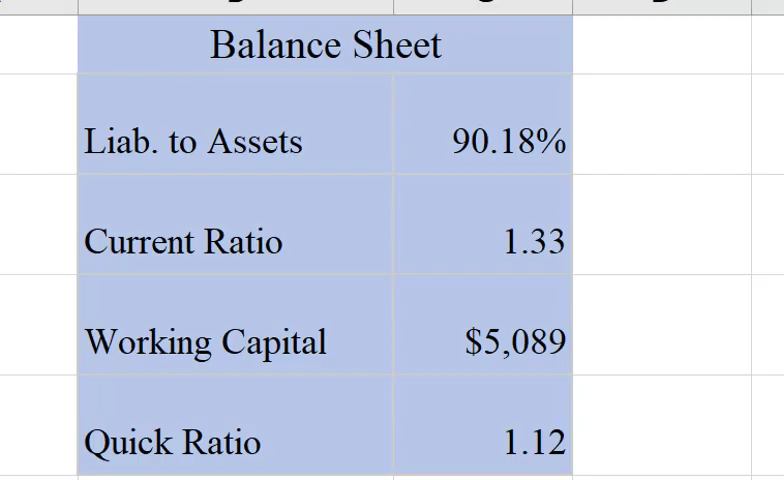 Balance Sheet
Liab. to Assets 90.18%
Current Ratio 1.33
Working Capital $5,089
Quick Ratio 1.12